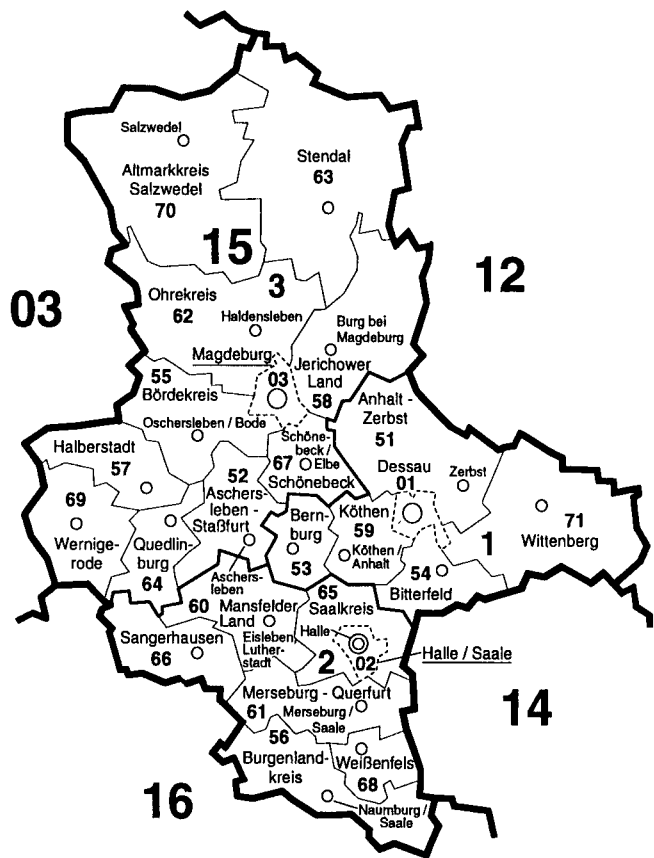 Salzwedel
Altmarkkreis
Salzwedel
70
Stendal
63
15
3
12
03
Ohrekreis
62
Haldensleben
Burg bei
Magdeburg
Magdeburg
03
Jerichower
Land
58
55
Bördekreis
Oschersleben / Bode
Anhalt -
Zerbst
51
Halberstadt
57
52
Aschers-
leben -
Staßfurt
Schöne-
beck /
Elbe
67
Schönebeck
Dessau
01
Zerbst
69
Wernige-
rode
Quedlin-
burg
64
Aschers-
leben
Bern-
burg
53
Köthen
59
Köthen /
Anhalt
1
71
Wittenberg
54
Bitterfeld
60
Mansfelder
Land
65
Saalkreis
Sangerhausen
66
Eisleben,
Luther-
stadt
2
Halle
02
Halle / Saale
Merseburg - Querfurt
61
Merseburg /
Saale
14
56
Burgenland-
kreis
Weißenfels
68
16
Naumburg /
Saale